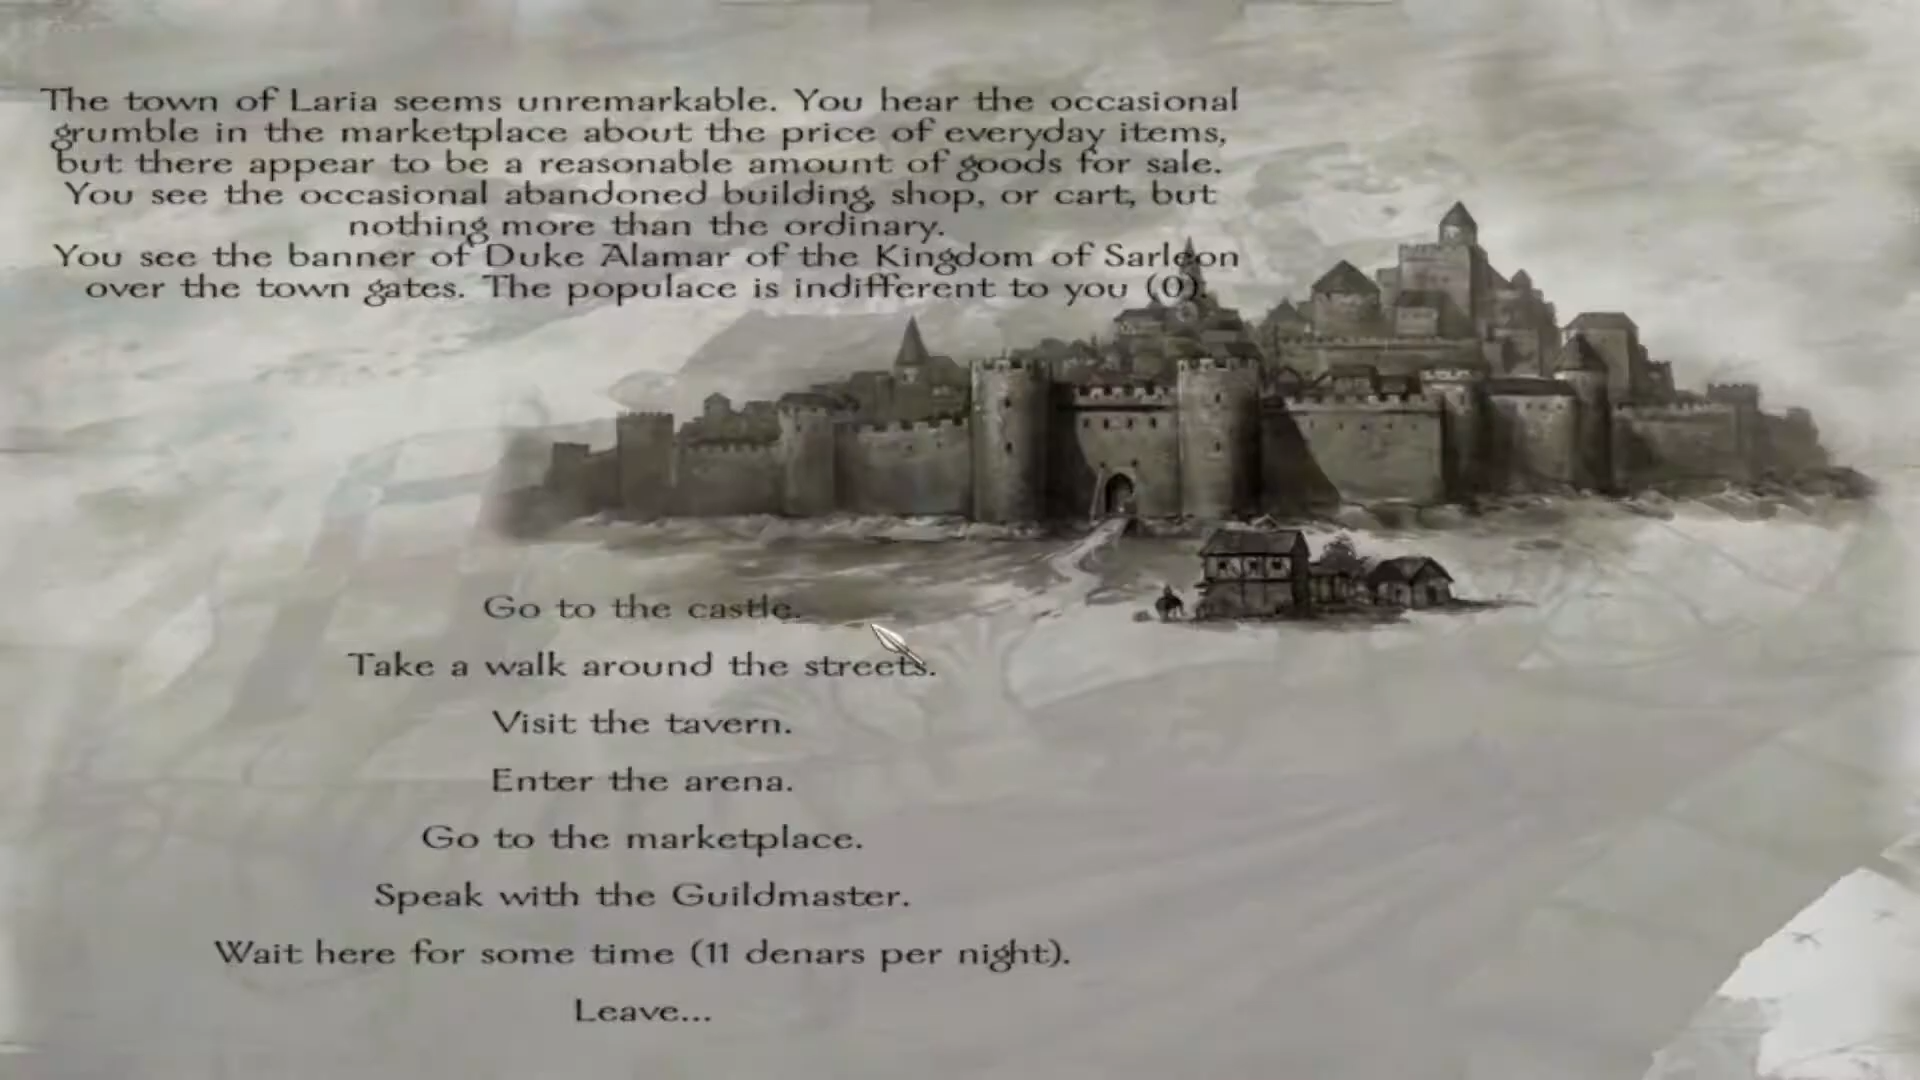 The town of Laria seems unremarkable. You hear the occasional
grumble in the marketplace about the price of everyday items,
but there appear to be a reasonable amount of goods for sale.
You see the occasional abandoned building, shop, or cart, but
nothing more than the ordinary.
You see the banner of Duke Alamar of the Kingdom of Sarleon
over the town gates. The populace is indifferent to you (0).
Go to the castle.
Take a walk around the streets.
Visit the tavern.
Enter the arena.
Go to the marketplace.
Speak with the Guildmaster.
Wait here for some time (11 denars per night).
Leave...